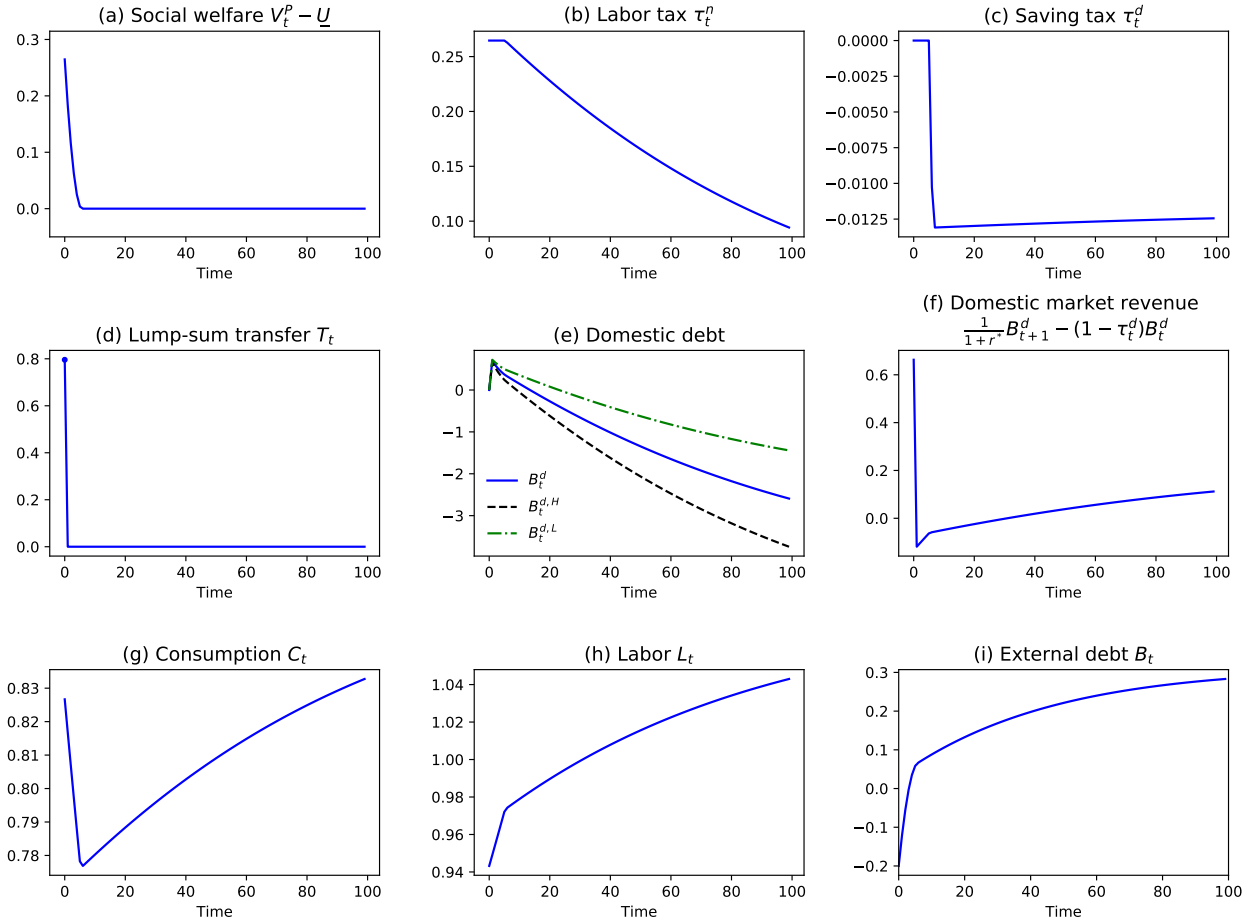 (a) Social welfare $V_t^P - \underline{U}$
0.3
0.2
0.1
0.0
0 20 40 60 80 100
Time
(b) Labor tax $\tau_t^n$
0.25
0.20
0.15
0.10
0 20 40 60 80 100
Time
(c) Saving tax $\tau_t^d$
0.0000
−0.0025
−0.0050
−0.0075
−0.0100
−0.0125
0 20 40 60 80 100
Time
(d) Lump-sum transfer $T_t$
0.8
0.6
0.4
0.2
0.0
0 20 40 60 80 100
Time
(e) Domestic debt
0
−1
−2
−3
$B_t^d$
$B_t^{d,H}$
$B_t^{d,L}$
0 20 40 60 80 100
Time
(f) Domestic market revenue
$\frac{1}{1+r^*}B_{t+1}^d - (1-\tau_t^d)B_t^d$
0.6
0.4
0.2
0.0
0 20 40 60 80 100
Time
(g) Consumption $C_t$
0.83
0.82
0.81
0.80
0.79
0.78
0 20 40 60 80 100
Time
(h) Labor $L_t$
1.04
1.02
1.00
0.98
0.96
0.94
0 20 40 60 80 100
Time
(i) External debt $B_t$
0.3
0.2
0.1
0.0
−0.1
−0.2
0 20 40 60 80 100
Time